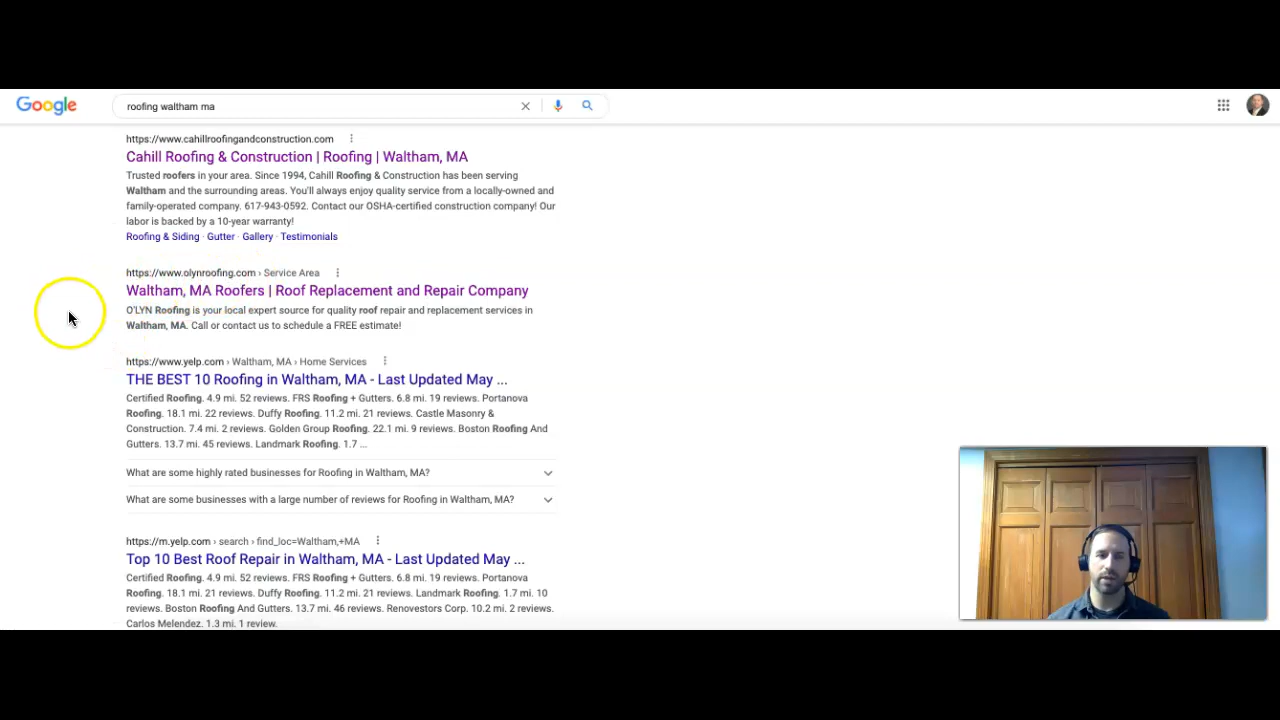 Google
roofing waltham ma
https://www.cahillroofingandconstruction.com
Cahill Roofing & Construction | Roofing | Waltham, MA
Trusted roofers in your area. Since 1994, Cahill Roofing & Construction has been serving
Waltham and the surrounding areas. You'll always enjoy quality service from a locally-owned and
family-operated company. 617-943-0592. Contact our OSHA-certified construction company! Our
labor is backed by a 10-year warranty!
Roofing & Siding · Gutter · Gallery · Testimonials
https://www.olynroofing.com › Service Area
Waltham, MA Roofers | Roof Replacement and Repair Company
O'LYN Roofing is your local expert source for quality roof repair and replacement services in
Waltham, MA. Call or contact us to schedule a FREE estimate!
https://www.yelp.com › Waltham, MA › Home Services
THE BEST 10 Roofing in Waltham, MA - Last Updated May ...
Certified Roofing. 4.9 mi. 52 reviews. FRS Roofing + Gutters. 6.8 mi. 19 reviews. Portanova
Roofing. 18.1 mi. 22 reviews. Duffy Roofing. 11.2 mi. 21 reviews. Castle Masonry &
Construction. 7.4 mi. 2 reviews. Golden Group Roofing. 22.1 mi. 9 reviews. Boston Roofing And
Gutters. 13.7 mi. 45 reviews. Landmark Roofing. 1.7 ...
What are some highly rated businesses for Roofing in Waltham, MA?
What are some businesses with a large number of reviews for Roofing in Waltham, MA?
https://m.yelp.com › search › find_loc=Waltham,+MA
Top 10 Best Roof Repair in Waltham, MA - Last Updated May ...
Certified Roofing. 4.9 mi. 52 reviews. FRS Roofing + Gutters. 6.8 mi. 19 reviews. Portanova
Roofing. 18.1 mi. 21 reviews. Duffy Roofing. 11.2 mi. 21 reviews. Landmark Roofing. 1.7 mi. 10
reviews. Boston Roofing And Gutters. 13.7 mi. 46 reviews. Renovestors Corp. 10.2 mi. 2 reviews.
Carlos Melendez. 1.3 mi. 1 review.